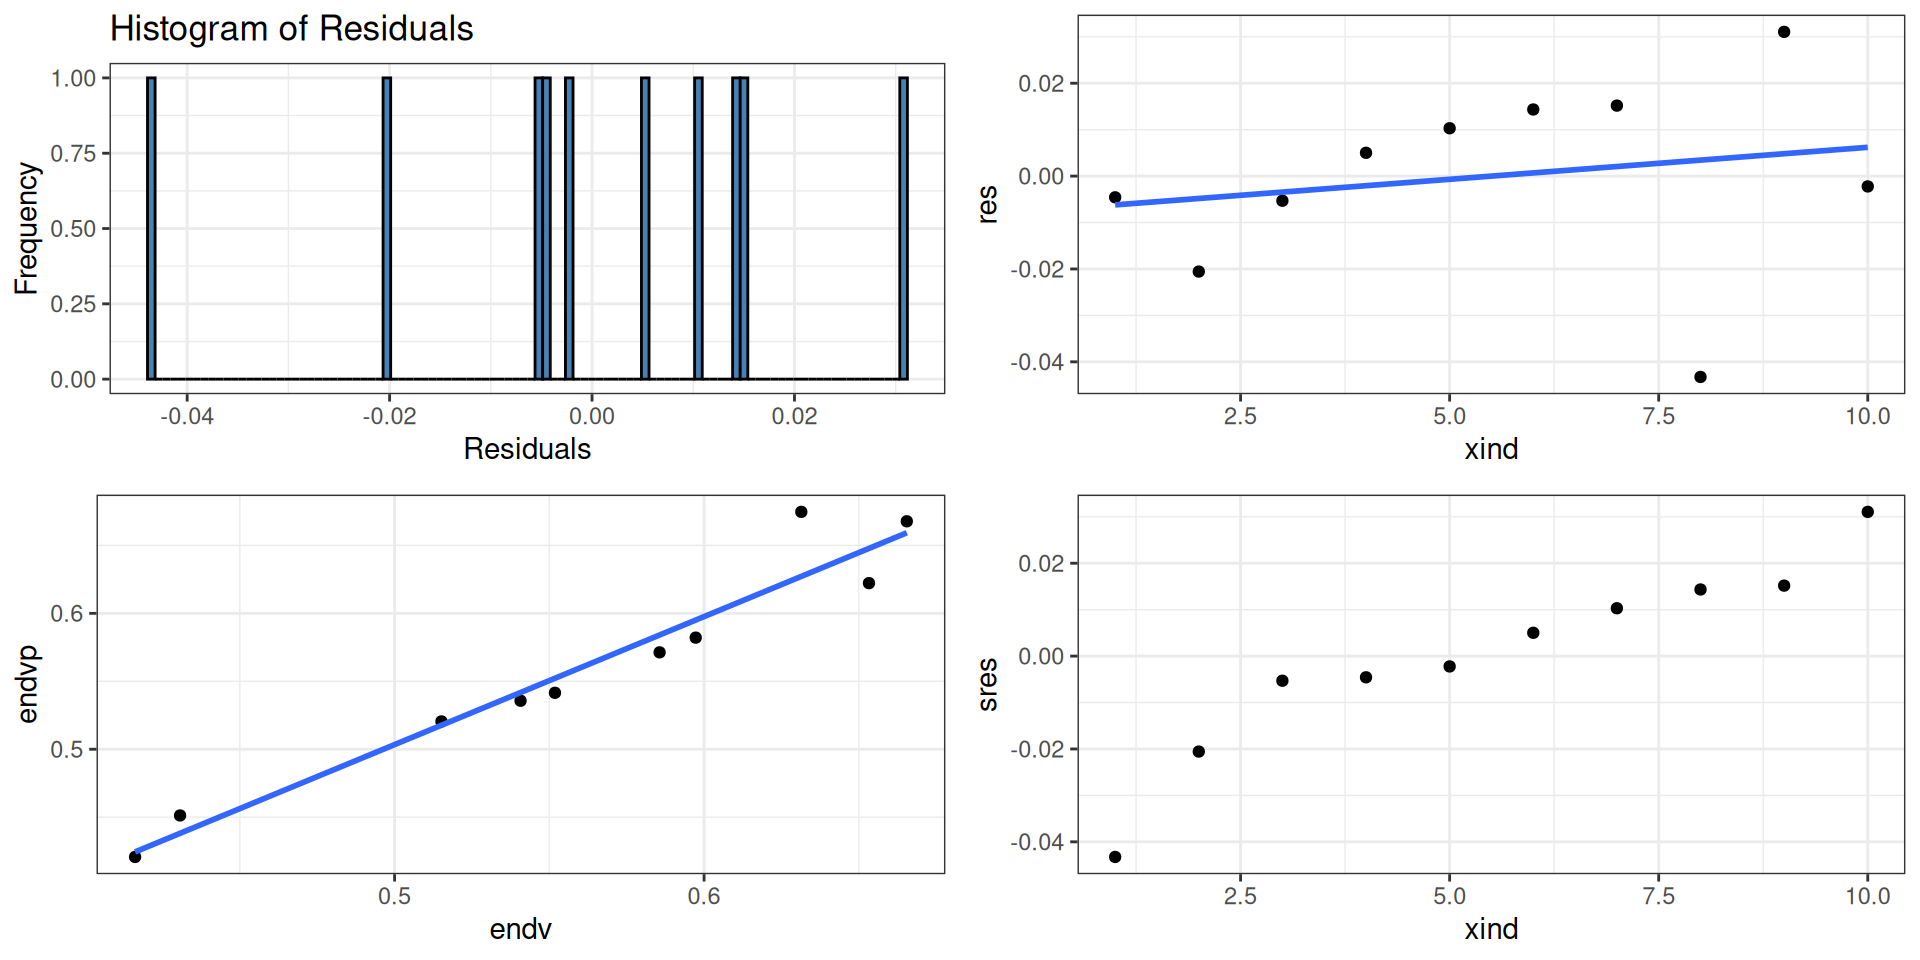 Histogram of Residuals
1.00
0.75
0.50
0.25
0.00
Frequency
-0.04 -0.02 0.00 0.02
Residuals
0.02
0.00
-0.02
-0.04
res
2.5 5.0 7.5 10.0
xind
0.6
0.5
endvp
0.5 0.6
endv
0.02
0.00
-0.02
-0.04
sres
2.5 5.0 7.5 10.0
xind